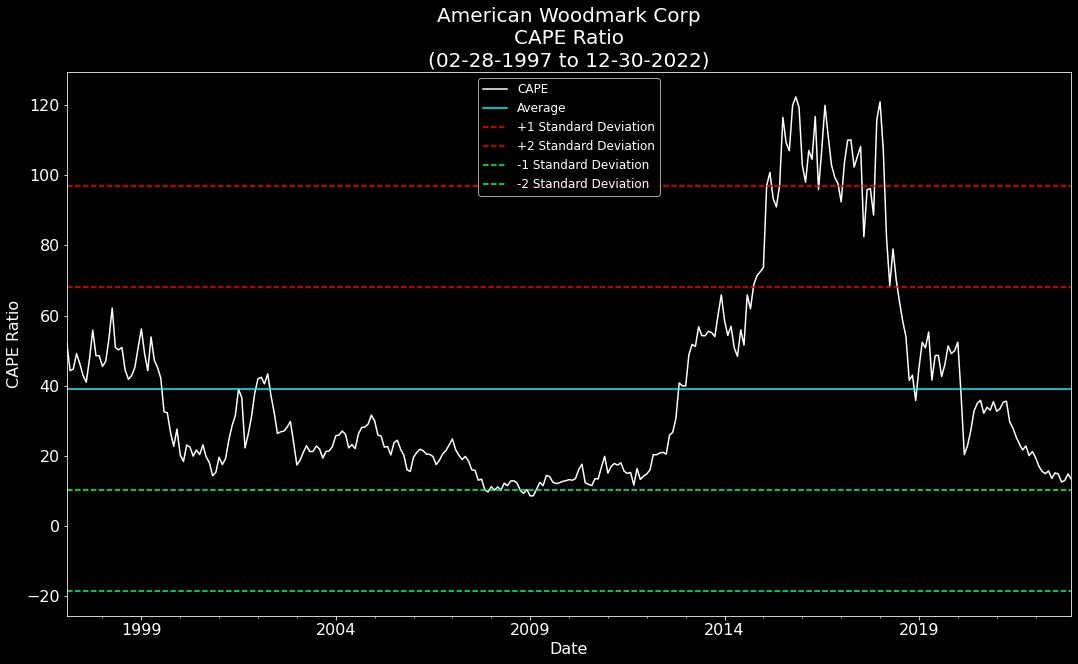 American Woodmark Corp
CAPE Ratio
(02-28-1997 to 12-30-2022)
CAPE
Average
+1 Standard Deviation
+2 Standard Deviation
-1 Standard Deviation
-2 Standard Deviation
120
100
80
60
40
20
0
−20
CAPE Ratio
1999 2004 2009 2014 2019
Date